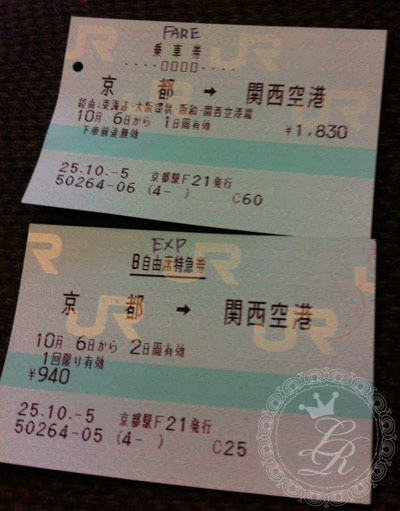 FARE
乗車券
····□□□□····
京 都 → 関西空港
経由:東海道・大阪環状・阪和・関西空港線
10月 6日から 1日間有効 ¥1,830
下車前途無効
25.10.-5 京都駅F21発行
50264-06 (4- ) C60
EXP
B自由席特急券
京 都 → 関西空港
10月 6日から 2日間有効
1回限り有効
¥940
25.10.-5 京都駅F21発行
50264-05 (4- ) C25
JR
LR